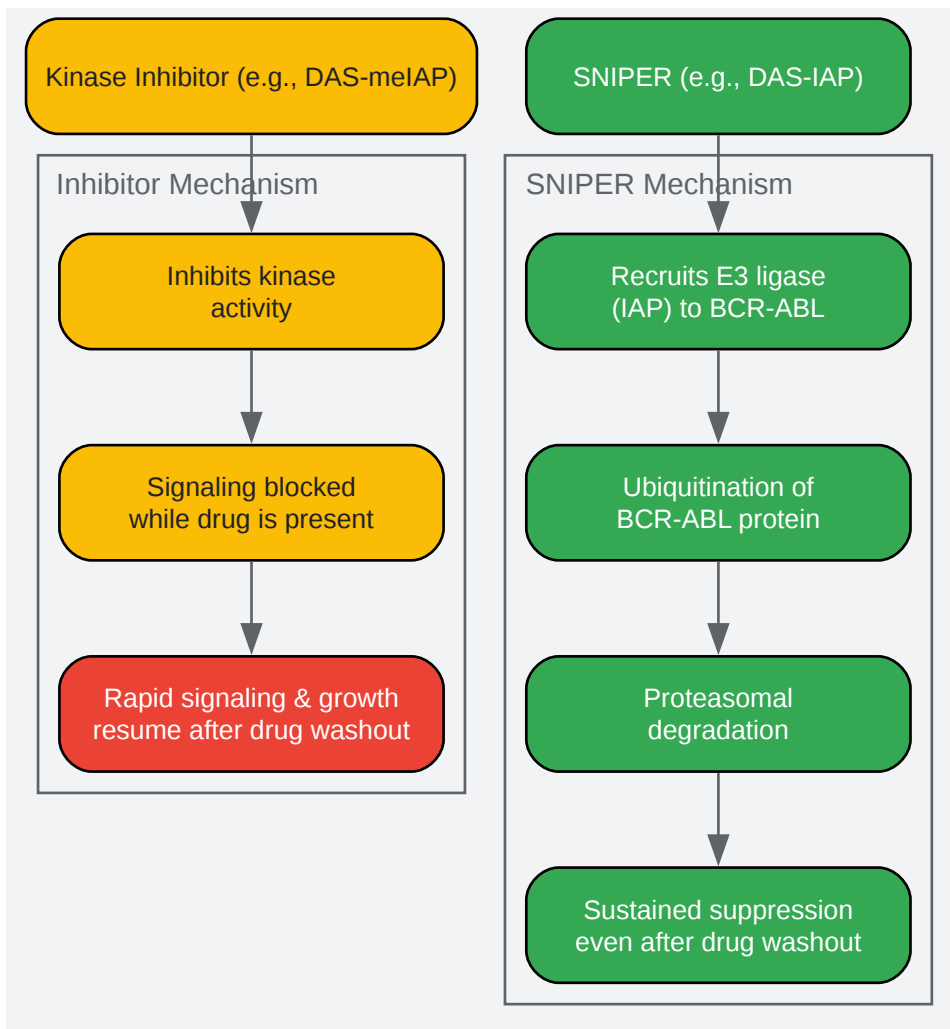 Kinase Inhibitor (e.g., DAS-meIAP)
Inhibitor Mechanism
Inhibits kinase
activity
Signaling blocked
while drug is present
Rapid signaling & growth
resume after drug washout
SNIPER (e.g., DAS-IAP)
SNIPER Mechanism
Recruits E3 ligase
(IAP) to BCR-ABL
Ubiquitination of
BCR-ABL protein
Proteasomal
degradation
Sustained suppression
even after drug washout